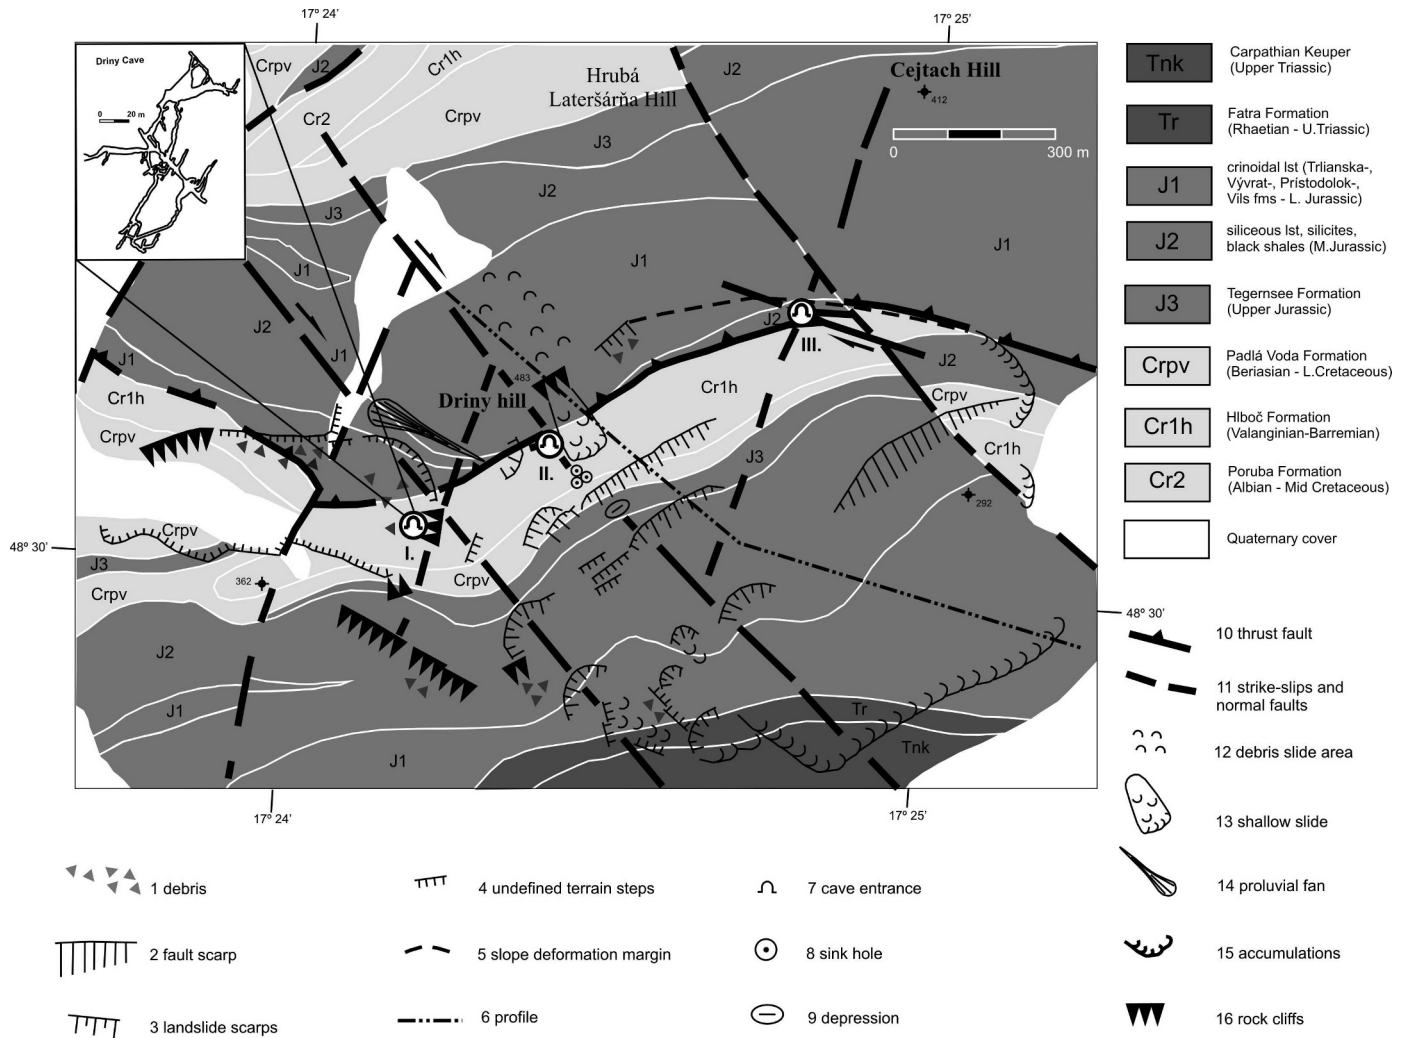 17º 24'
17º 25'
Driny Cave
0 20 m
Crpv
J2
Cr1h
Cr2
Crpv
Hrubá
Lateršárňa Hill
J2
Cejtach Hill
412
0 300 m
J3
J2
J3
J1
J1
J1
J2
J1
J1
J2
III.
J2
483
Driny hill
Cr1h
Cr1h
Crpv
Crpv
Cr1h
II.
J3
292
I.
Crpv
48º 30'
J3
362
Crpv
Crpv
48º 30'
J2
J1
J1
Tr
Tnk
17º 24'
17º 25'
Tnk
Carpathian Keuper
(Upper Triassic)
Tr
Fatra Formation
(Rhaetian - U.Triassic)
J1
crinoidal lst (Trlianska-,
Vývrat-, Prístodolok-,
Vils fms - L. Jurassic)
J2
siliceous lst, silicites,
black shales (M.Jurassic)
J3
Tegernsee Formation
(Upper Jurassic)
Crpv
Padlá Voda Formation
(Beriasian - L.Cretaceous)
Cr1h
Hlboč Formation
(Valanginian-Barremian)
Cr2
Poruba Formation
(Albian - Mid Cretaceous)
Quaternary cover
10 thrust fault
11 strike-slips and
normal faults
12 debris slide area
13 shallow slide
14 proluvial fan
15 accumulations
16 rock cliffs
1 debris
2 fault scarp
3 landslide scarps
4 undefined terrain steps
5 slope deformation margin
6 profile
7 cave entrance
8 sink hole
9 depression